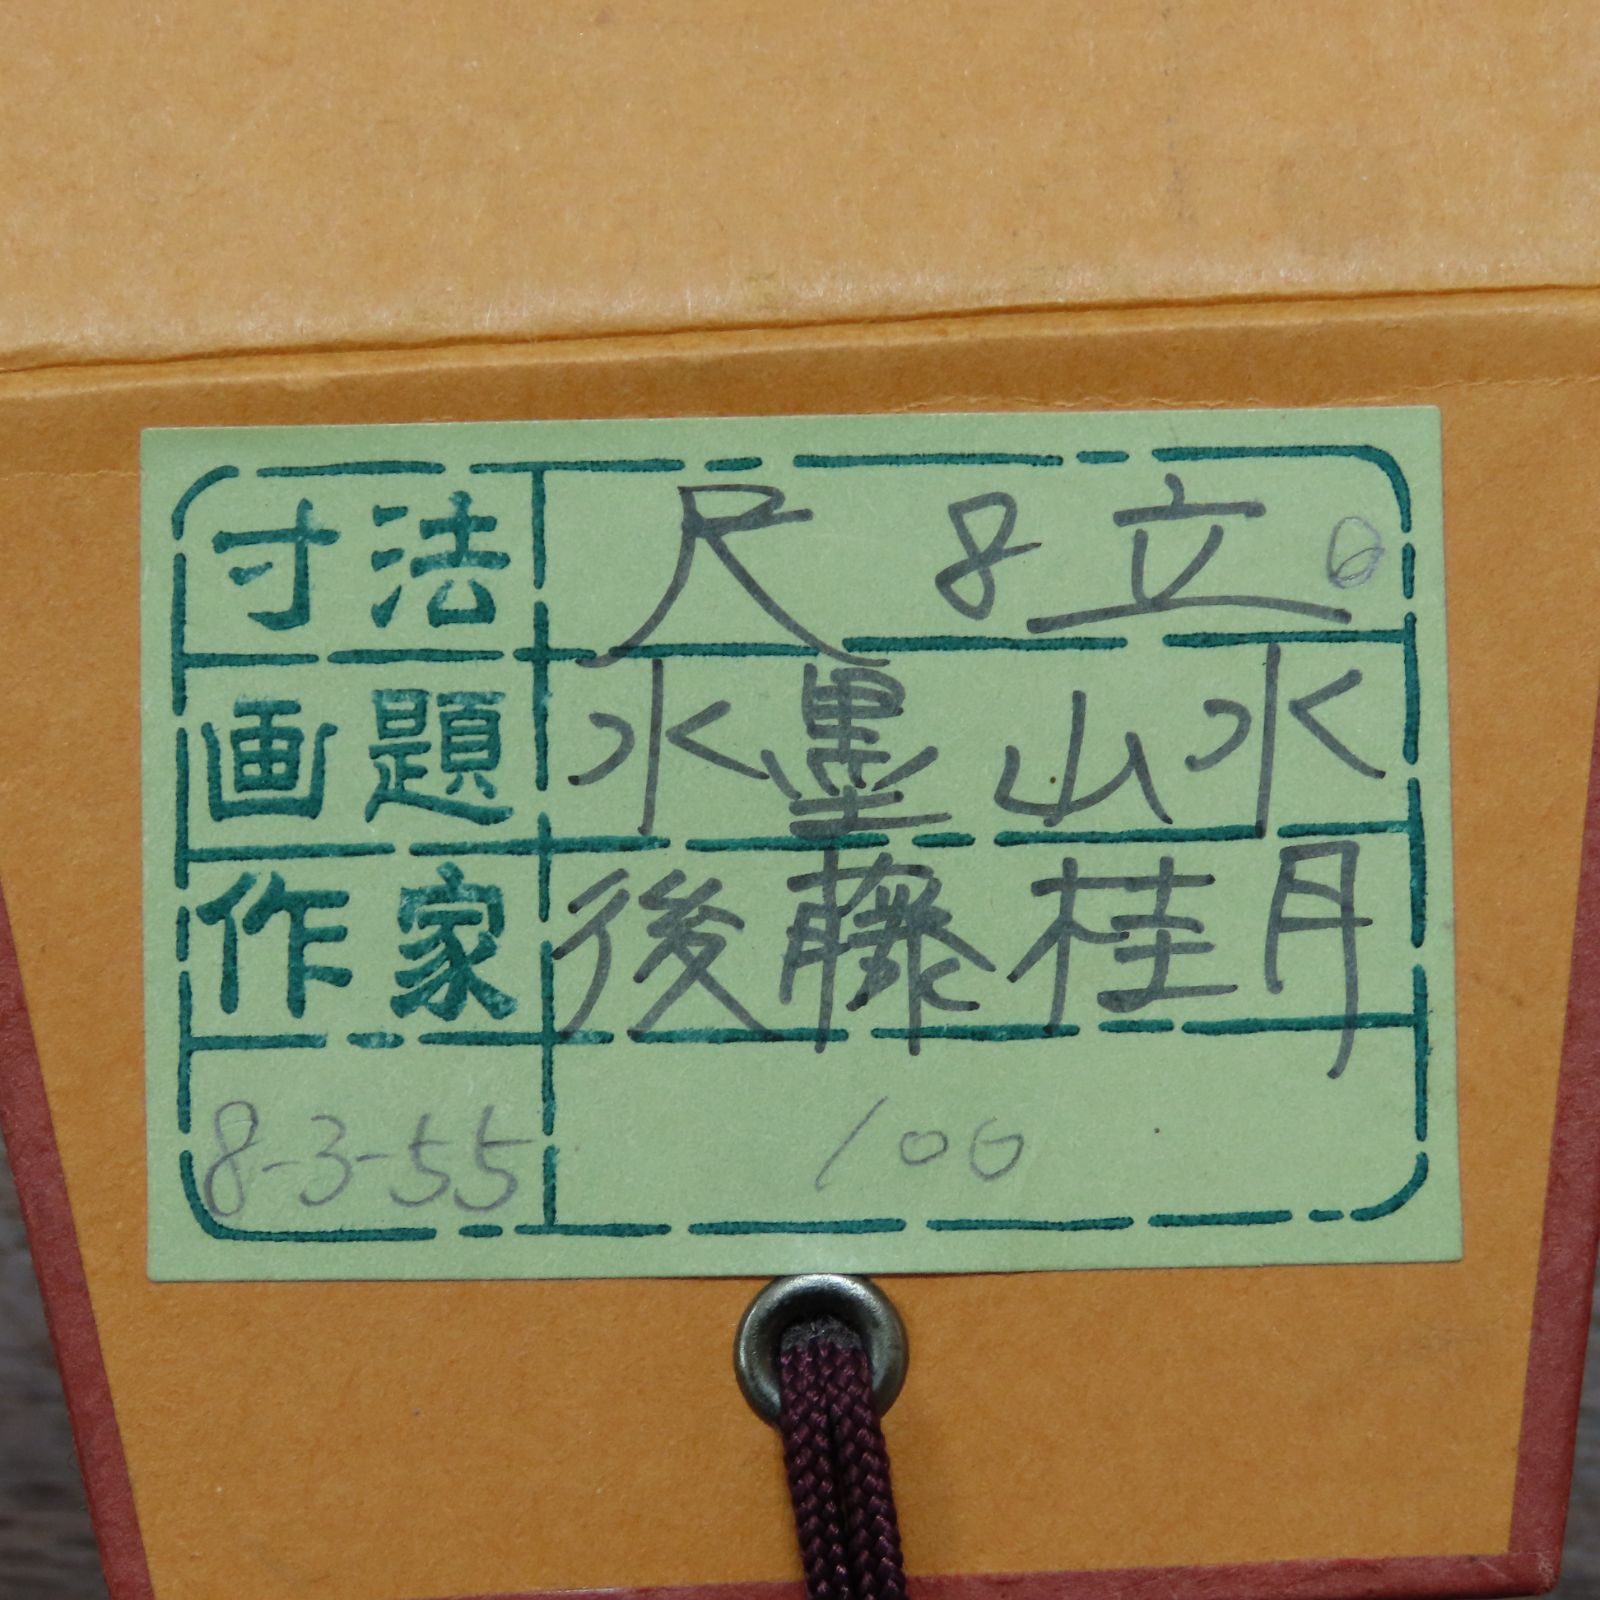 寸法 尺8立
画題 水墨山水
作家 後藤桂月
8-3-55 100